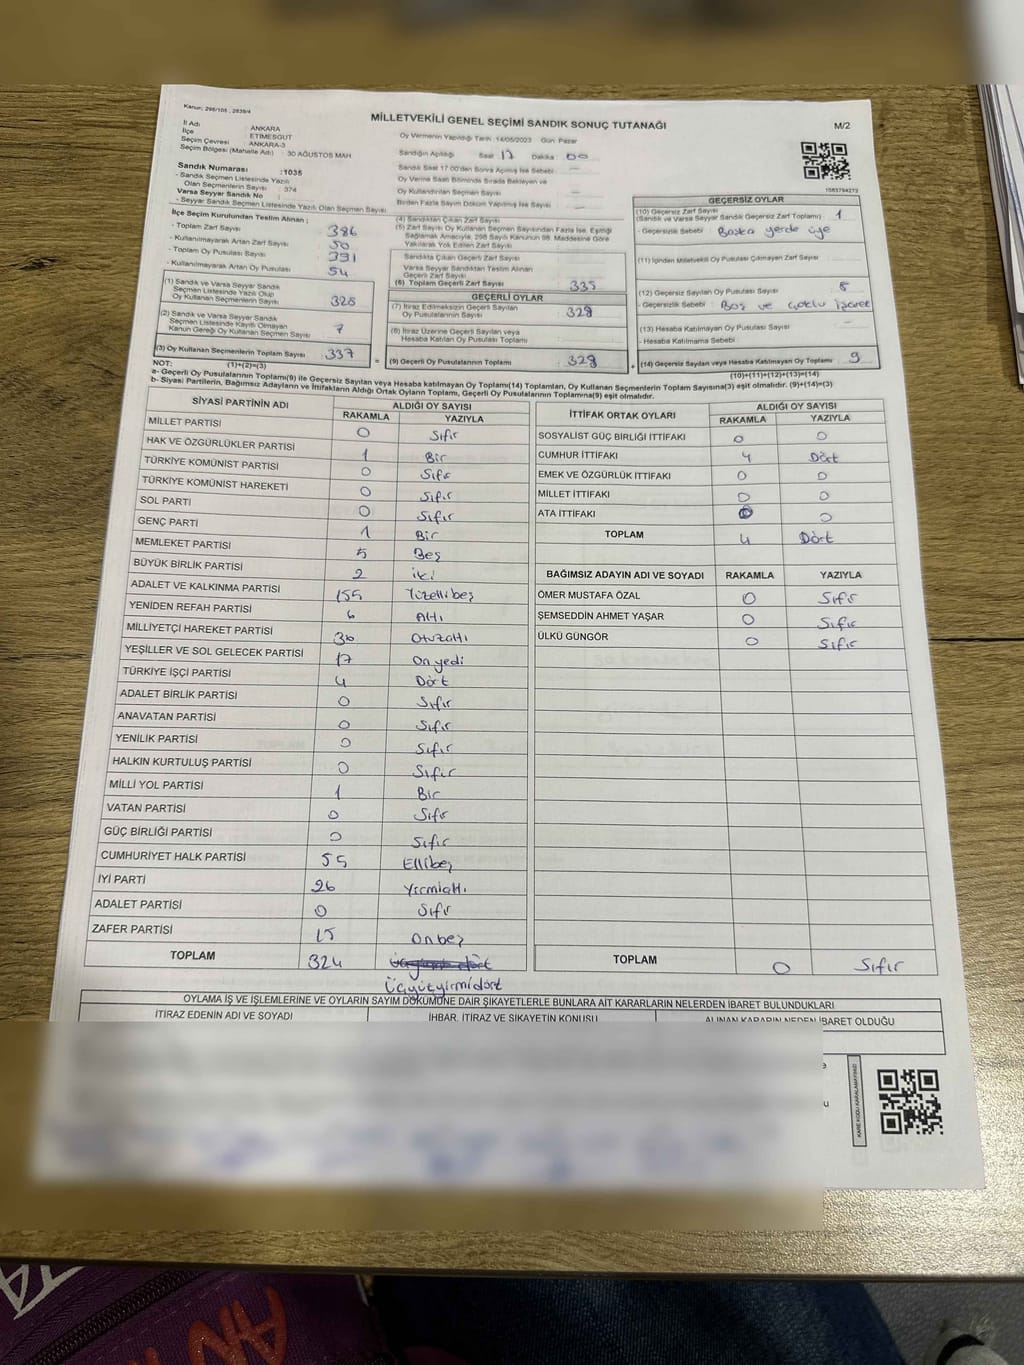 Kanun: 298/105 , 2839/4
MİLLETVEKİLİ GENEL SEÇİMİ SANDIK SONUÇ TUTANAĞI
M/2
İl Adı : ANKARA
İlçe : ETİMESGUT
Seçim Çevresi : ANKARA-3
Seçim Bölgesi (Mahalle Adı) : 30 AĞUSTOS MAH
Oy Vermenin Yapıldığı Tarih :14/05/2023 Gün: Pazar
Sandığın Açıldığı Saat : 17 Dakika : 00
Sandık Saat 17:00'den Sonra Açılmış İse Sebebi :
Oy Verme Saati Bitiminde Sırada Bekleyen ve
Oy Kullandırılan Seçmen Sayısı
Birden Fazla Sayım Döküm Yapılmış İse Sayısı :
1583794273
Sandık Numarası :1035
- Sandık Seçmen Listesinde Yazılı
Olan Seçmenlerin Sayısı : 374
Varsa Seyyar Sandık No :
- Seyyar Sandık Seçmen Listesinde Yazılı Olan Seçmen Sayısı :
İlçe Seçim Kurulundan Teslim Alınan ;
- Toplam Zarf Sayısı : 386
- Kullanılmayarak Artan Zarf Sayısı : 50
- Toplam Oy Pusulası Sayısı : 391
- Kullanılmayarak Artan Oy Pusulası : 54
(1) Sandık ve Varsa Seyyar Sandık
Seçmen Listesinde Yazılı Olup
Oy Kullanan Seçmenlerin Sayısı :
(2) Sandık ve Varsa Seyyar Sandık
Seçmen Listesinde Kayıtlı Olmayan
Kanun Gereği Oy Kullanan Seçmen Sayısı : 7
(3) Oy Kullanan Seçmenlerin Toplam Sayısı : 337
(1)+(2)=(3)
(4) Sandıktan Çıkan Zarf Sayısı
(5) Zarf Sayısı Oy Kullanan Seçmen Sayısından Fazla İse, Eşitliği
Sağlamak Amacıyla; 298 Sayılı Kanunun 98. Maddesine Göre
Yakılarak Yok Edilen Zarf Sayısı
Sandıkta Çıkan Geçerli Zarf Sayısı :
Varsa Seyyar Sandıktan Teslim Alınan
Geçerli Zarf Sayısı :
(6) Toplam Geçerli Zarf Sayısı :
GEÇERLİ OYLAR
(7) İtiraz Edilmeksizin Geçerli Sayılan
Oy Pusulalarının Sayısı : 328
(8) İtiraz Üzerine Geçerli Sayılan veya
Hesaba Katılan Oy Pusulası Toplamı :
= (9) Geçerli Oy Pusulalarının Toplamı : 328
GEÇERSİZ OYLAR
(10) Geçersiz Zarf Sayısı
(Sandık ve Varsa Seyyar Sandık Geçersiz Zarf Toplamı) : 1
- Geçersizlik Sebebi : Başka yerde üye
(11) İçinden Milletvekili Oy Pusulası Çıkmayan Zarf Sayısı :
(12) Geçersiz Sayılan Oy Pusulası Sayısı : 8
- Geçersizlik Sebebi : Boş ve çoklu işaret
(13) Hesaba Katılmayan Oy Pusulası Sayısı :
- Hesaba Katılmama Sebebi :
+ (14) Geçersiz Sayılan veya Hesaba Katılmayan Oy Toplamı : 9
(10)+(11)+(12)+(13)=(14)
NOT:
a- Geçerli Oy Pusulalarının Toplamı(9) ile Geçersiz Sayılan veya Hesaba katılmayan Oy Toplamı(14) Toplamları, Oy Kullanan Seçmenlerin Toplam Sayısına(3) eşit olmalıdır. (9)+(14)=(3)
b- Siyasi Partilerin, Bağımsız Adayların ve İttifakların Aldığı Ortak Oyların Toplamı, Geçerli Oy Pusulalarının Toplamına(9) eşit olmalıdır.
SİYASİ PARTİNİN ADI ALDIĞI OY SAYISI
RAKAMLA YAZIYLA
MİLLET PARTİSİ 0 Sıfır
HAK VE ÖZGÜRLÜKLER PARTİSİ 1 Bir
TÜRKİYE KOMÜNİST PARTİSİ 0 Sıfır
TÜRKİYE KOMÜNİST HAREKETİ 0 Sıfır
SOL PARTİ 0 Sıfır
GENÇ PARTİ 1 Bir
MEMLEKET PARTİSİ 5 Beş
BÜYÜK BİRLİK PARTİSİ 2 iki
ADALET VE KALKINMA PARTİSİ 155 Yüzellibeş
YENİDEN REFAH PARTİSİ 6 Altı
MİLLİYETÇİ HAREKET PARTİSİ 36 Otuzaltı
YEŞİLLER VE SOL GELECEK PARTİSİ 17 Onyedi
TÜRKİYE İŞÇİ PARTİSİ 4 Dört
ADALET BİRLİK PARTİSİ 0 Sıfır
ANAVATAN PARTİSİ 0 Sıfır
YENİLİK PARTİSİ 0 Sıfır
HALKIN KURTULUŞ PARTİSİ 0 Sıfır
MİLLİ YOL PARTİSİ 1 Bir
VATAN PARTİSİ 0 Sıfır
GÜÇ BİRLİĞİ PARTİSİ 0 Sıfır
CUMHURİYET HALK PARTİSİ 55 Ellibeş
İYİ PARTİ 26 Yirmialtı
ADALET PARTİSİ 0 Sıfır
ZAFER PARTİSİ 15 Onbeş
TOPLAM 324
Üçyüzyirmidört
İTTİFAK ORTAK OYLARI ALDIĞI OY SAYISI
RAKAMLA YAZIYLA
SOSYALİST GÜÇ BİRLİĞİ İTTİFAKI 0 0
CUMHUR İTTİFAKI 4 Dört
EMEK VE ÖZGÜRLÜK İTTİFAKI 0 0
MİLLET İTTİFAKI 0 0
ATA İTTİFAKI 0 0
TOPLAM 4 Dört
BAĞIMSIZ ADAYIN ADI VE SOYADI RAKAMLA YAZIYLA
ÖMER MUSTAFA ÖZAL 0 Sıfır
ŞEMSEDDİN AHMET YAŞAR 0 Sıfır
ÜLKÜ GÜNGÖR 0 Sıfır
TOPLAM 0 Sıfır
OYLAMA İŞ VE İŞLEMLERİNE VE OYLARIN SAYIM DÖKÜMÜNE DAİR ŞİKAYETLERLE BUNLARA AİT KARARLARIN NELERDEN İBARET BULUNDUKLARI
İTİRAZ EDENİN ADI VE SOYADI İHBAR, İTİRAZ VE ŞİKAYETİN KONUSU ALINAN KARARIN NEDEN İBARET OLDUĞU
KARE KODU KARALAMAYINIZ!